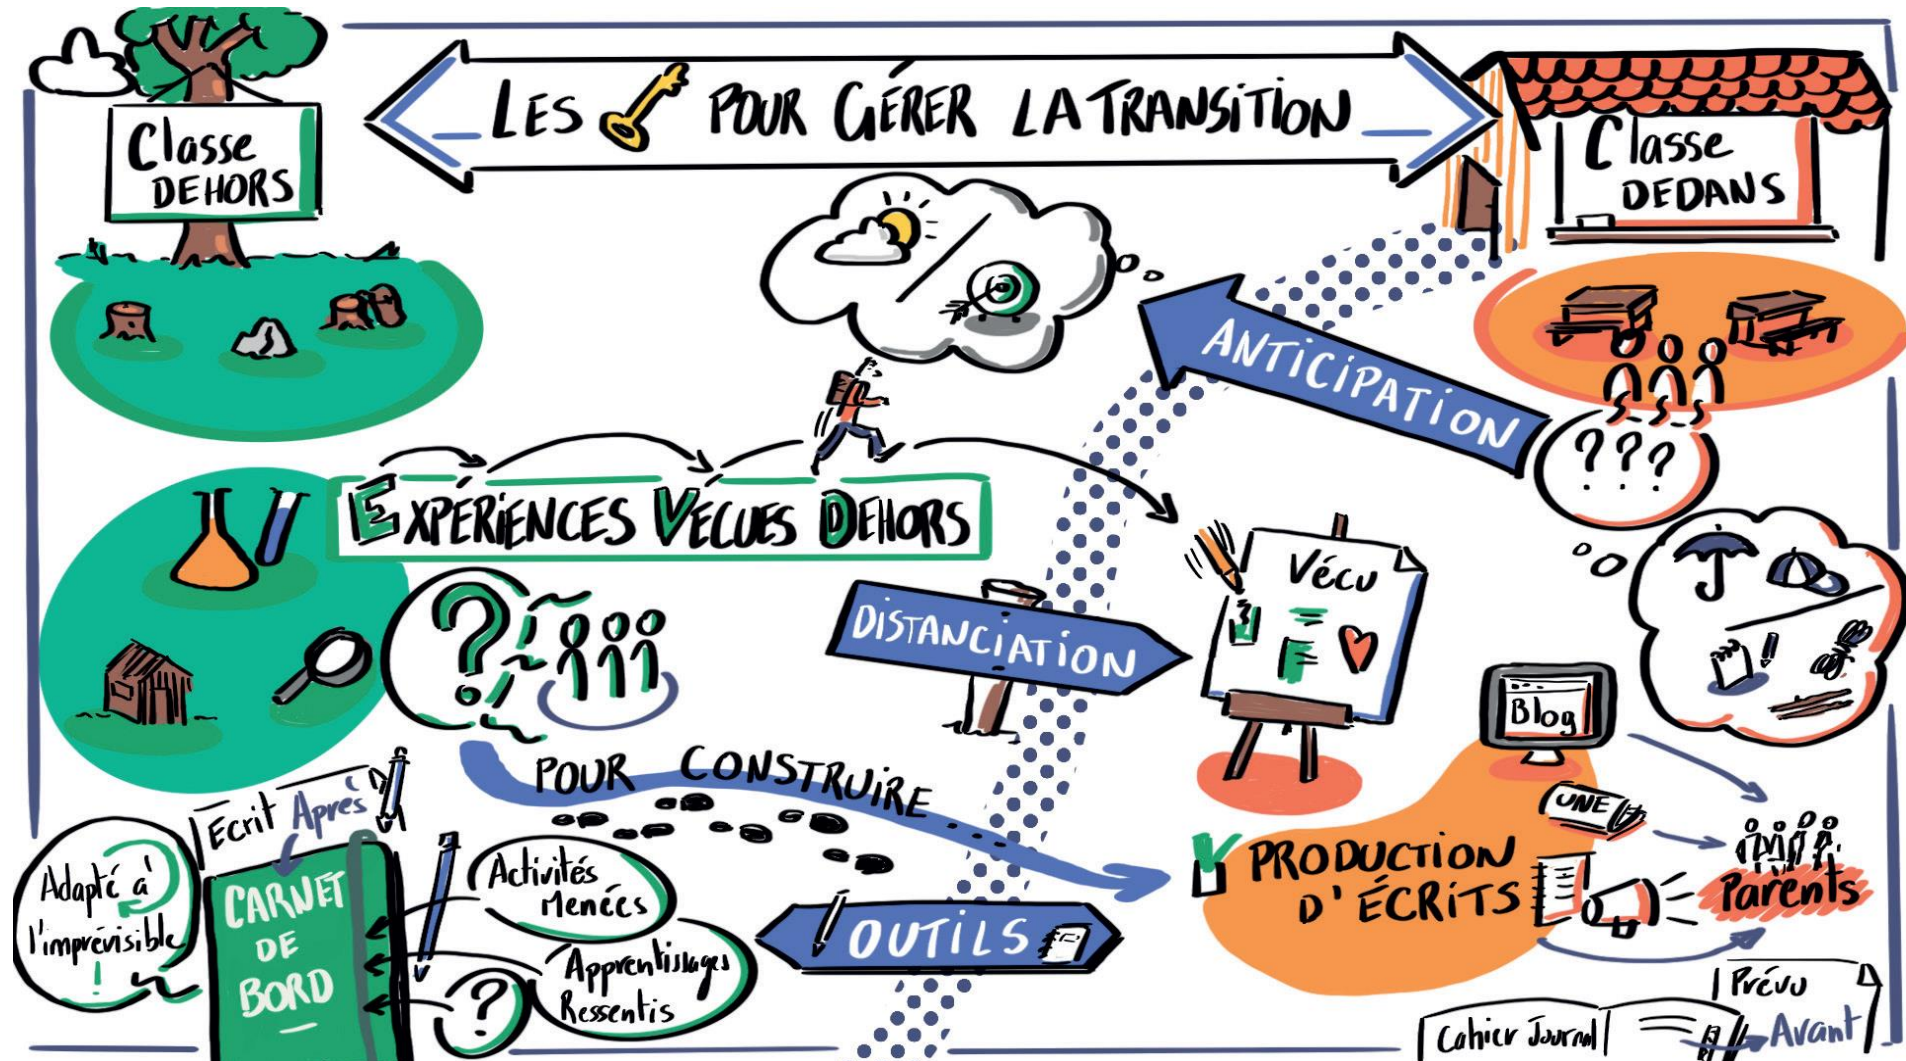 Classe
DEHORS
LES POUR GÉRER LA TRANSITION
Classe
DEDANS
ANTICIPATION
? ? ?
EXPÉRIENCES VÉCUES DEHORS
Vécu
?
DISTANCIATION
Blog
POUR CONSTRUIRE...
UNE
PRODUCTION
D'ÉCRITS
Parents
Ecrit Après
Adapté à
l'imprévisible
!
CARNET
DE
BORD
Activités
Menées
Apprentissages
Ressentis
?
OUTILS
Prévu
Avant
Cahier Journal